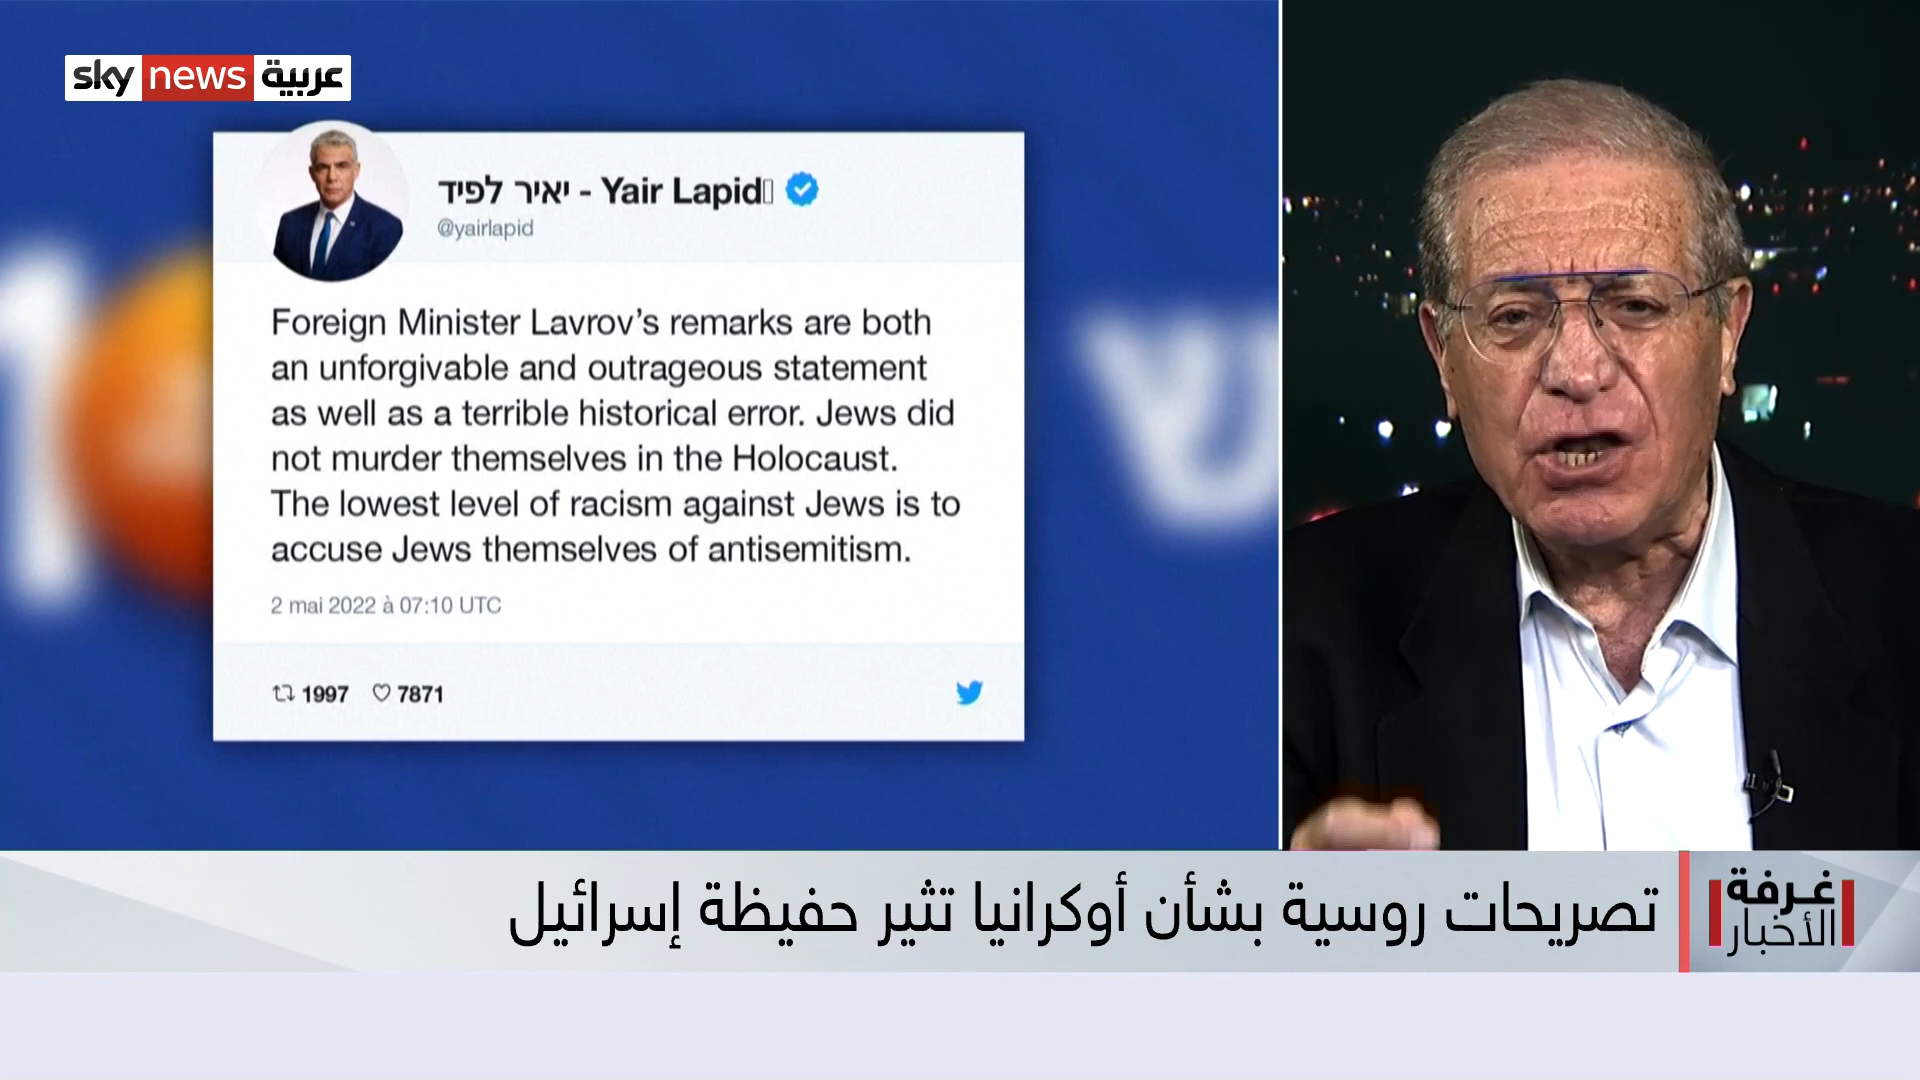 sky news عربية
יאיר לפיד - Yair Lapid
@yairlapid
Foreign Minister Lavrov’s remarks are both
an unforgivable and outrageous statement
as well as a terrible historical error. Jews did
not murder themselves in the Holocaust.
The lowest level of racism against Jews is to
accuse Jews themselves of antisemitism.
2 mai 2022 à 07:10 UTC
1997 7871
ש
10
غرفة
الأخبار
تصريحات روسية بشأن أوكرانيا تثير حفيظة إسرائيل